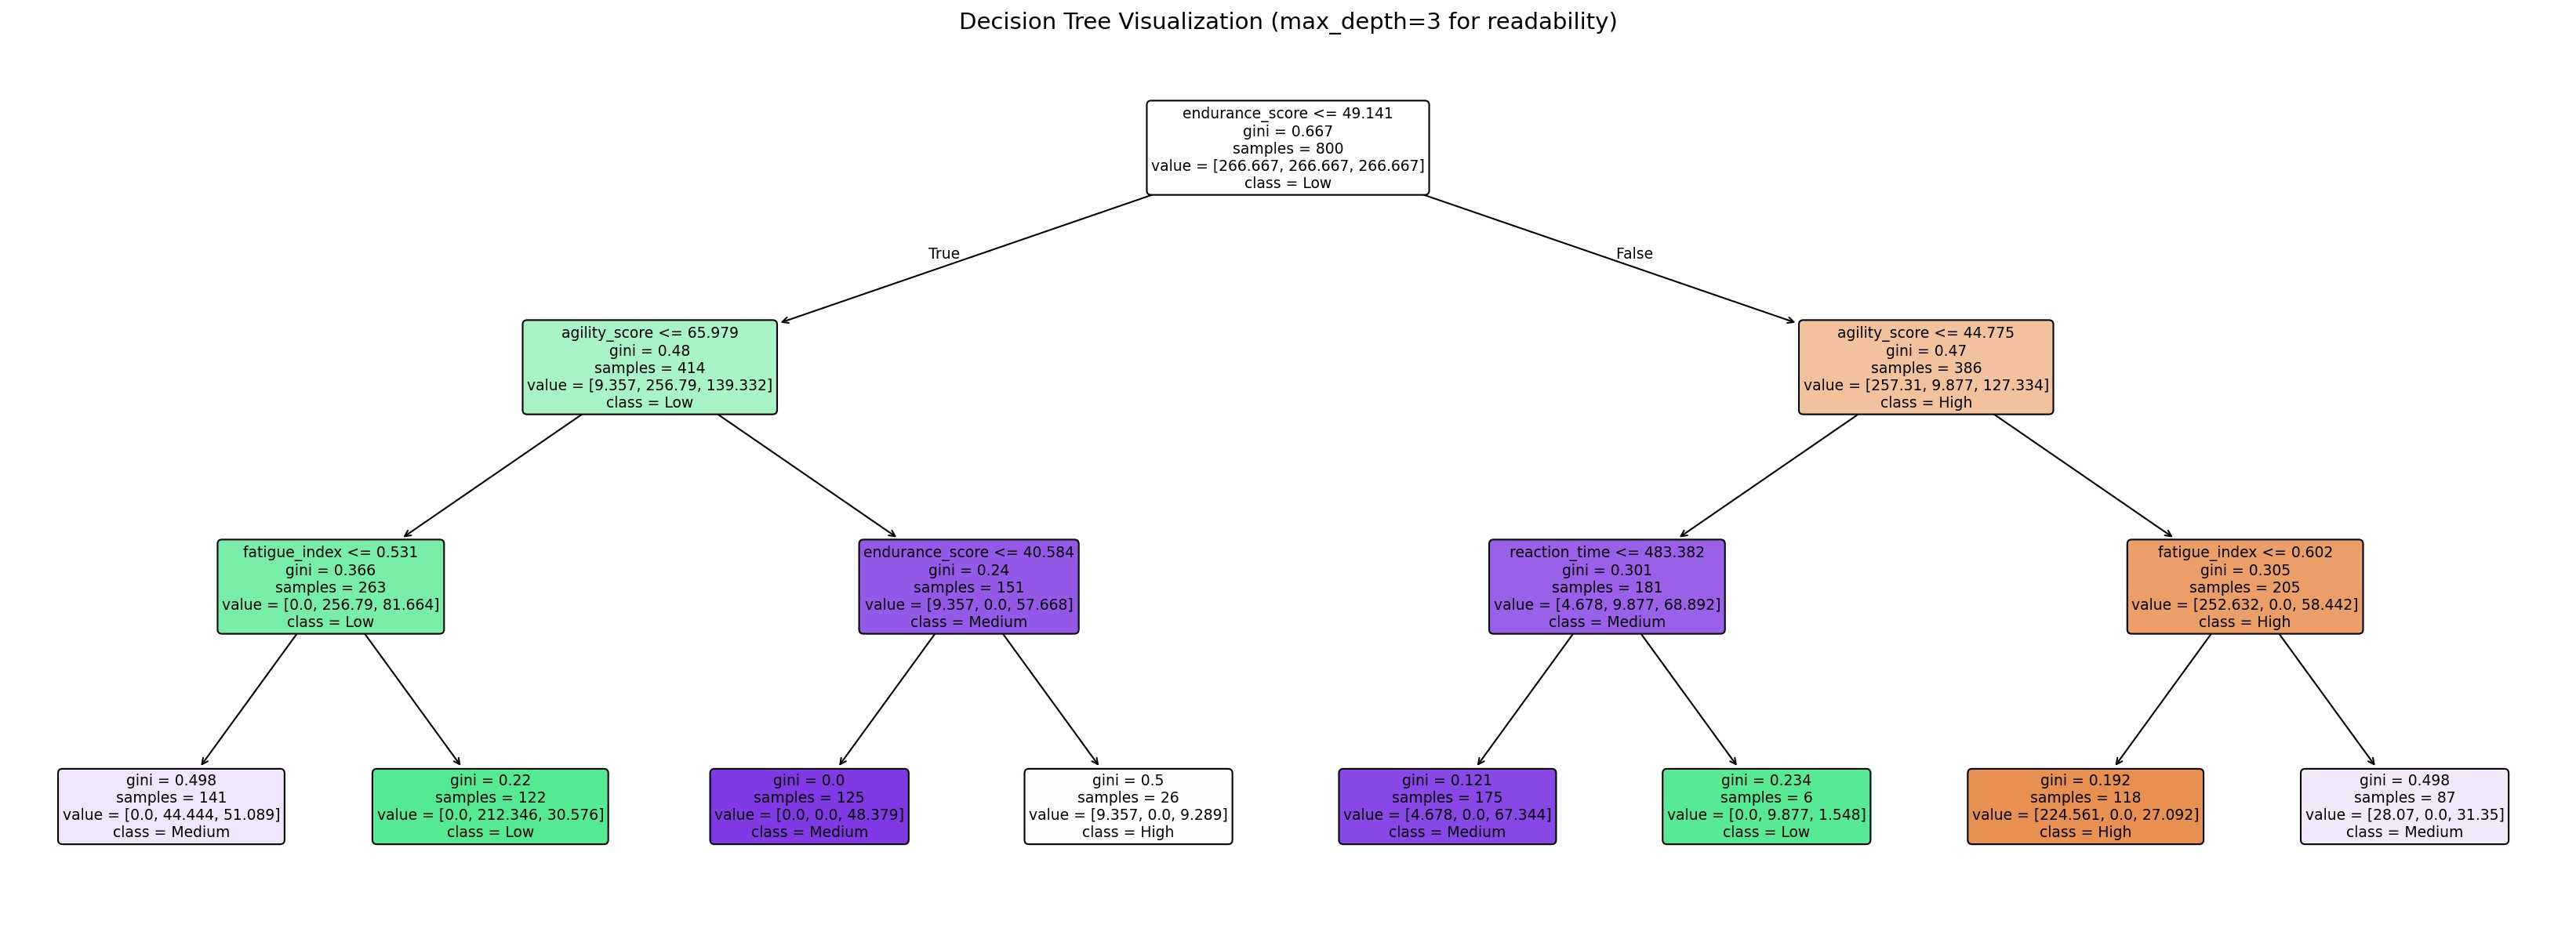 Decision Tree Visualization (max_depth=3 for readability)
endurance_score <= 49.141
gini = 0.667
samples = 800
value = [266.667, 266.667, 266.667]
class = Low
True
False
agility_score <= 65.979
gini = 0.48
samples = 414
value = [9.357, 256.79, 139.332]
class = Low
agility_score <= 44.775
gini = 0.47
samples = 386
value = [257.31, 9.877, 127.334]
class = High
fatigue_index <= 0.531
gini = 0.366
samples = 263
value = [0.0, 256.79, 81.664]
class = Low
endurance_score <= 40.584
gini = 0.24
samples = 151
value = [9.357, 0.0, 57.668]
class = Medium
reaction_time <= 483.382
gini = 0.301
samples = 181
value = [4.678, 9.877, 68.892]
class = Medium
fatigue_index <= 0.602
gini = 0.305
samples = 205
value = [252.632, 0.0, 58.442]
class = High
gini = 0.498
samples = 141
value = [0.0, 44.444, 51.089]
class = Medium
gini = 0.22
samples = 122
value = [0.0, 212.346, 30.576]
class = Low
gini = 0.0
samples = 125
value = [0.0, 0.0, 48.379]
class = Medium
gini = 0.5
samples = 26
value = [9.357, 0.0, 9.289]
class = High
gini = 0.121
samples = 175
value = [4.678, 0.0, 67.344]
class = Medium
gini = 0.234
samples = 6
value = [0.0, 9.877, 1.548]
class = Low
gini = 0.192
samples = 118
value = [224.561, 0.0, 27.092]
class = High
gini = 0.498
samples = 87
value = [28.07, 0.0, 31.35]
class = Medium